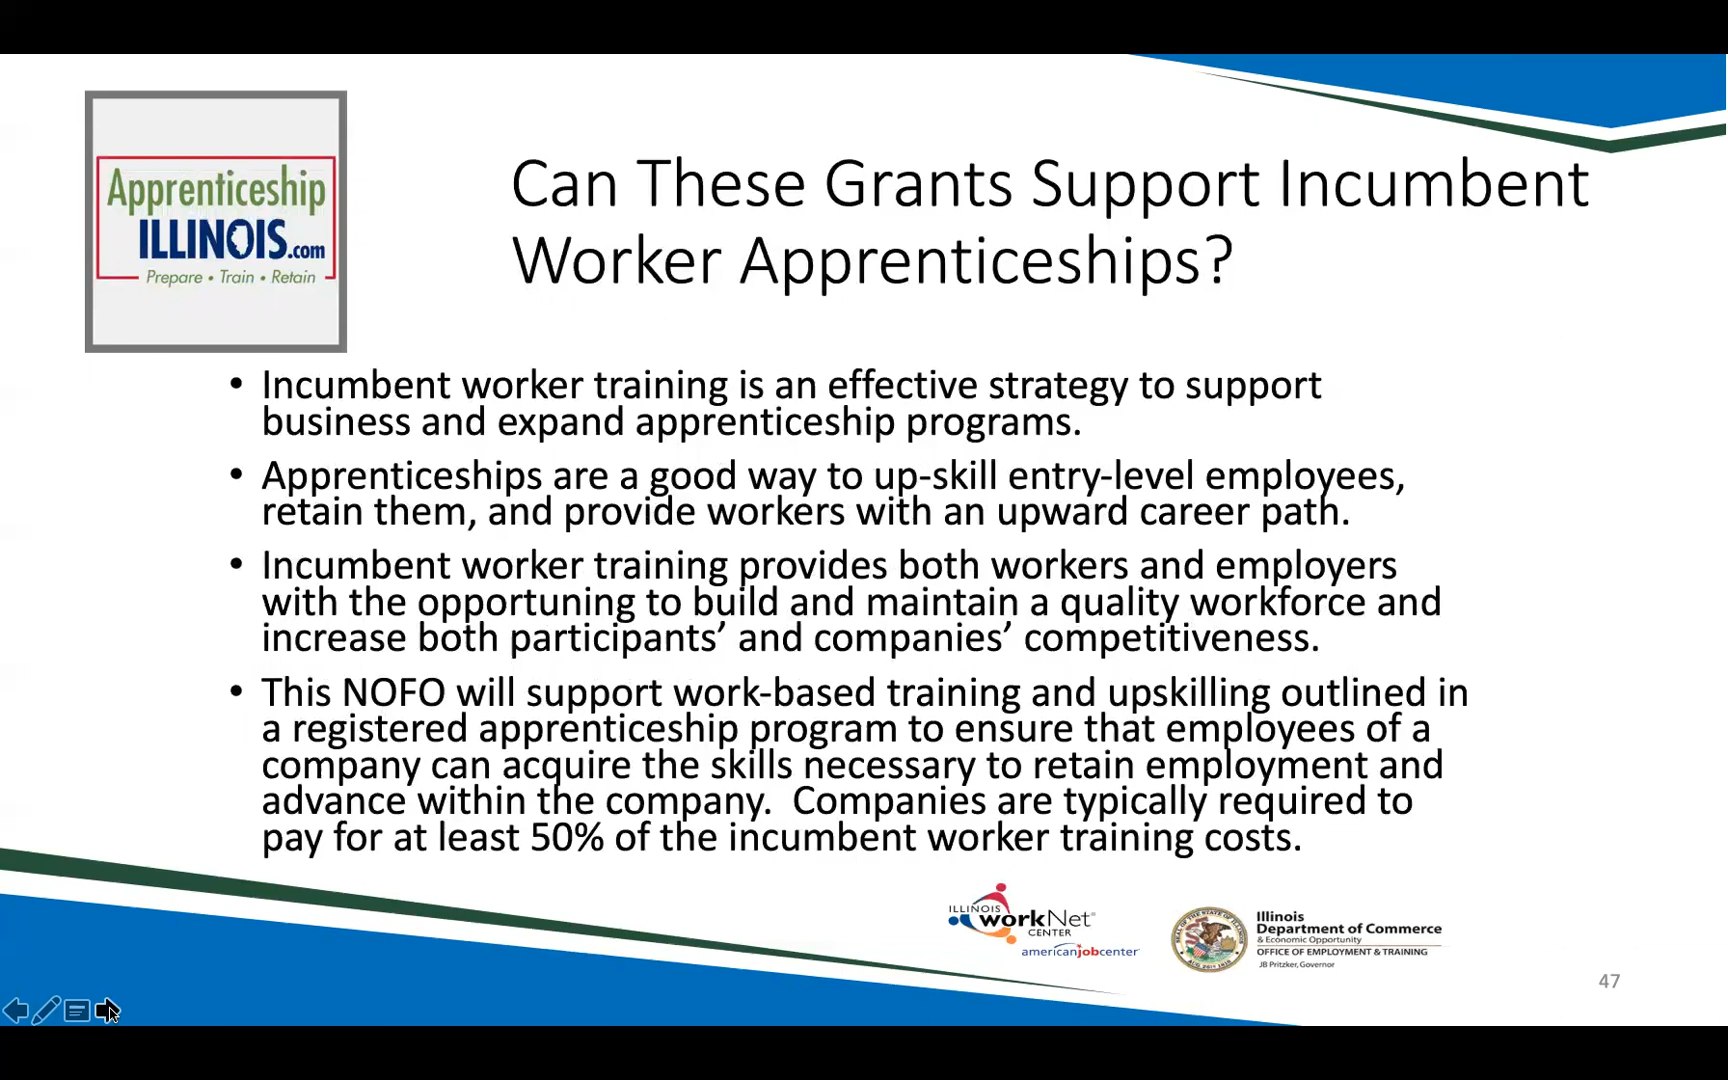 Apprenticeship
ILLINOIS.com
Prepare • Train • Retain
Can These Grants Support Incumbent
Worker Apprenticeships?
• Incumbent worker training is an effective strategy to support
business and expand apprenticeship programs.
• Apprenticeships are a good way to up-skill entry-level employees,
retain them, and provide workers with an upward career path.
• Incumbent worker training provides both workers and employers
with the opportuning to build and maintain a quality workforce and
increase both participants’ and companies’ competitiveness.
• This NOFO will support work-based training and upskilling outlined in
a registered apprenticeship program to ensure that employees of a
company can acquire the skills necessary to retain employment and
advance within the company.  Companies are typically required to
pay for at least 50% of the incumbent worker training costs.
ILLINOIS
workNet®
CENTER
americanjobcenter
Illinois
Department of Commerce
& Economic Opportunity
OFFICE OF EMPLOYMENT & TRAINING
JB Pritzker, Governor
47